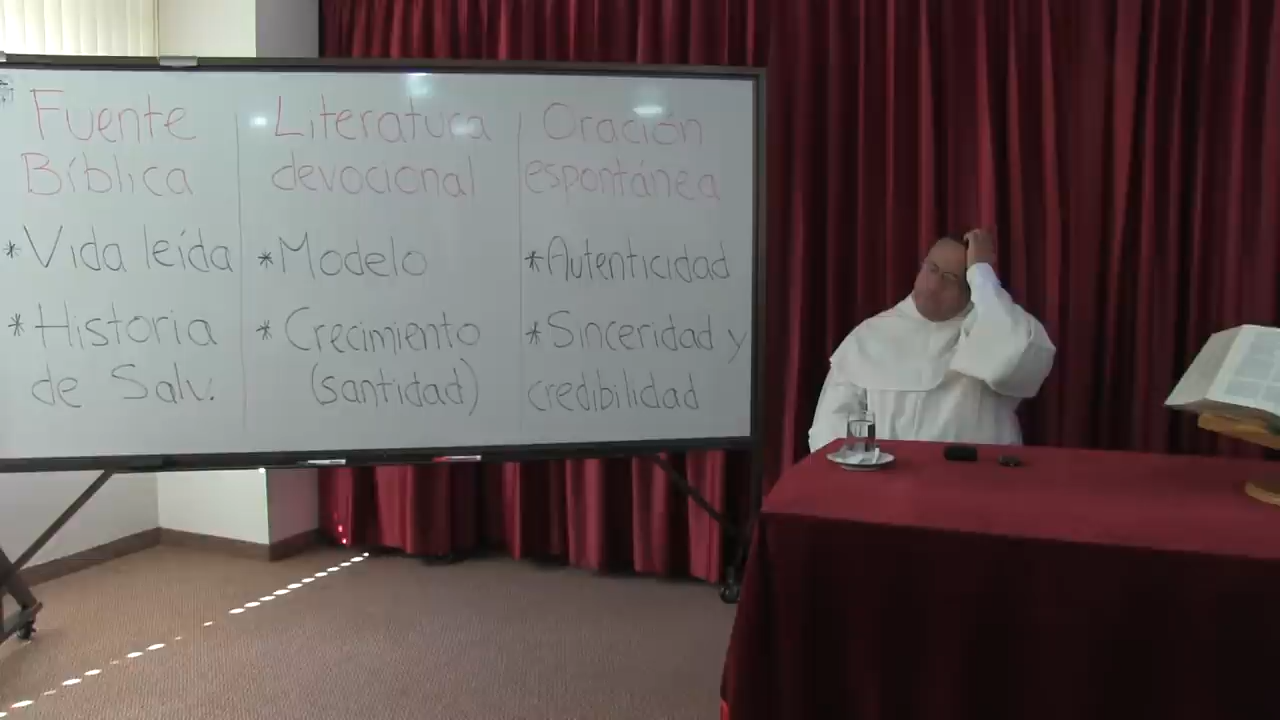 Fuente
Bíblica
*Vida leída
*Historia
de Salv.
Literatura
devocional
*Modelo
*Crecimiento
(santidad)
Oración
espontánea
*Autenticidad
*Sinceridad y
credibilidad